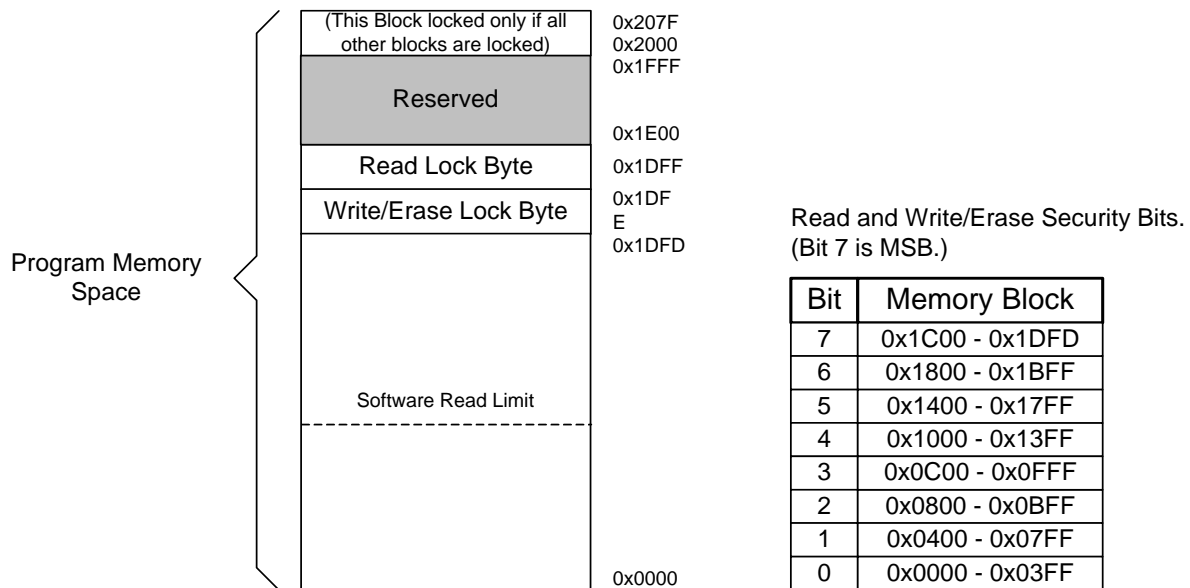 (This Block locked only if all
other blocks are locked)
0x207F
0x2000
0x1FFF
Reserved
0x1E00
Read Lock Byte
0x1DFF
Write/Erase Lock Byte
0x1DF
E
0x1DFD
Program Memory
Space
Software Read Limit
0x0000
Read and Write/Erase Security Bits.
(Bit 7 is MSB.)
Bit Memory Block
7 0x1C00 - 0x1DFD
6 0x1800 - 0x1BFF
5 0x1400 - 0x17FF
4 0x1000 - 0x13FF
3 0x0C00 - 0x0FFF
2 0x0800 - 0x0BFF
1 0x0400 - 0x07FF
0 0x0000 - 0x03FF